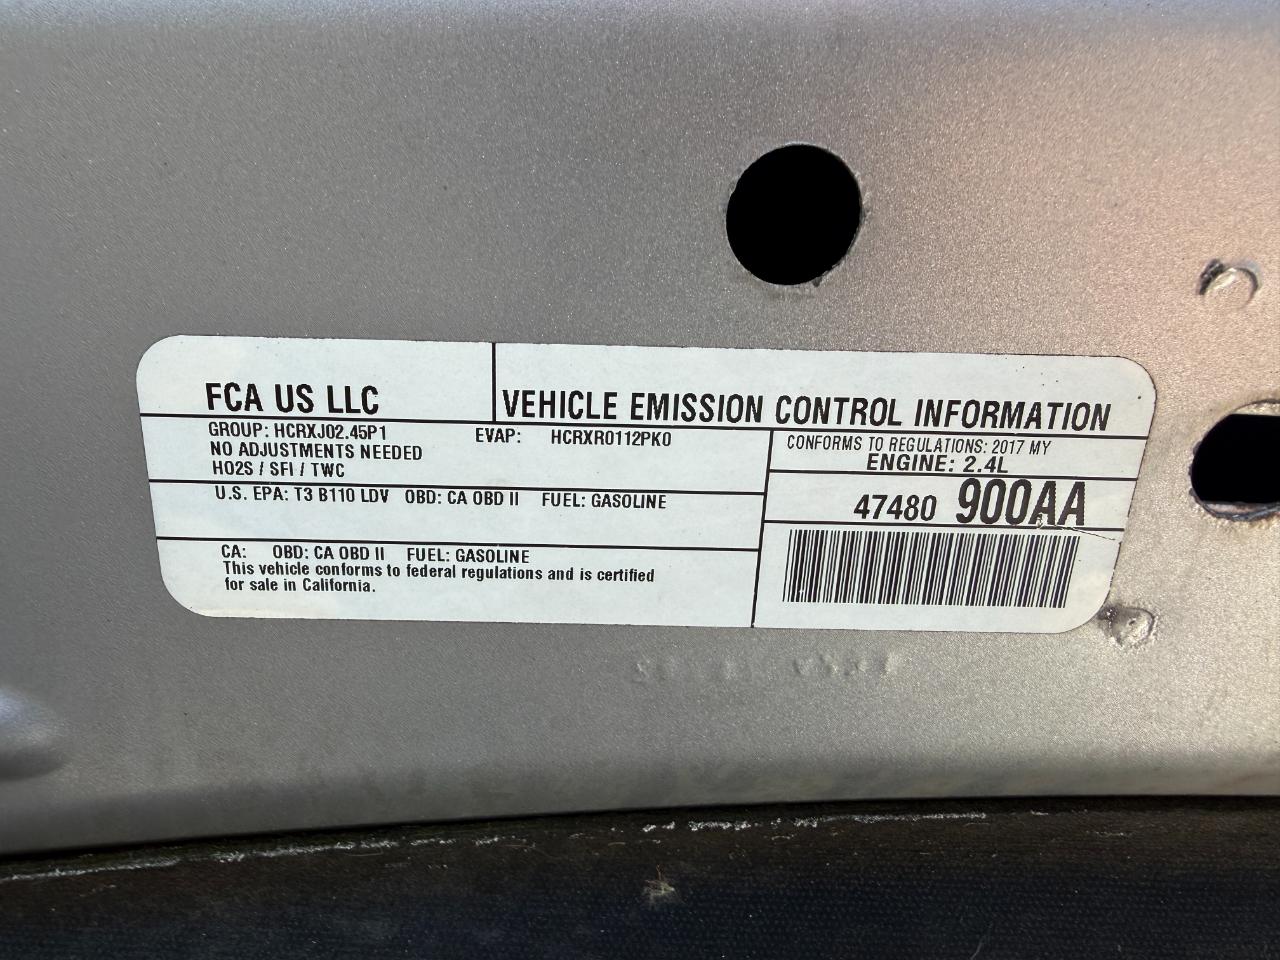 FCA US LLC
VEHICLE EMISSION CONTROL INFORMATION
GROUP: HCRXJ02.45P1 EVAP: HCRXR0112PK0
NO ADJUSTMENTS NEEDED
HO2S / SFI / TWC
CONFORMS TO REGULATIONS: 2017 MY
ENGINE: 2.4L
U.S. EPA: T3 B110 LDV OBD: CA OBD II FUEL: GASOLINE
47480 900AA
CA: OBD: CA OBD II FUEL: GASOLINE
This vehicle conforms to federal regulations and is certified
for sale in California.